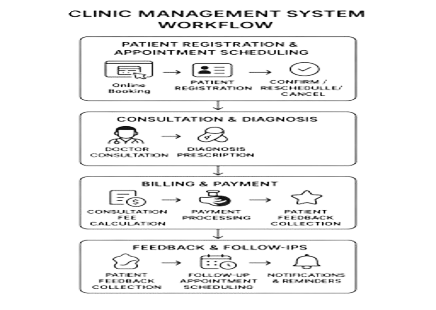 CLINIC MANAGEMENT SYSTEM
WORKFLOW
PATIENT REGISTRATION &
APPOINTMENT SCHEDULING
Online
Booking
PATIENT
REGISTRATION
CONFIRM /
RESCHEDULLE/
CANCEL
CONSULTATION & DIAGNOSIS
DOCTOR
CONSULTATION
DIAGNOSIS
PRESCRIPTION
BILLING & PAYMENT
CONSULTATION
FEE
CALCULATION
PAYMENT
PROCESSING
PATIENT
FEEDBACK
COLLECTION
FEEDBACK & FOLLOW-IPS
PATIENT
FEEDBACK
COLLECTION
FOLLOW-UP
APPOINTMENT
SCHEDULING
NOTIFICATIONS
& REMINDERS